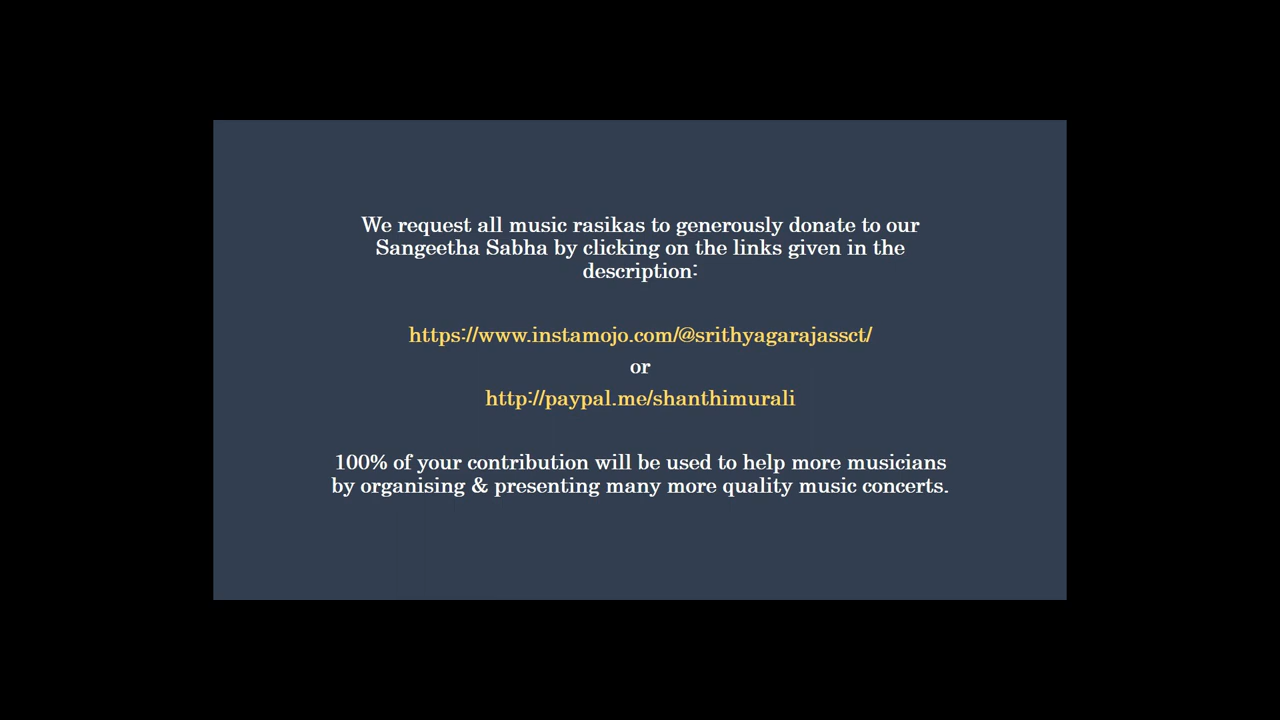 We request all music rasikas to generously donate to our
Sangeetha Sabha by clicking on the links given in the
description:
https://www.instamojo.com/@srithyagarajassct/
or
http://paypal.me/shanthimurali
100% of your contribution will be used to help more musicians
by organising & presenting many more quality music concerts.